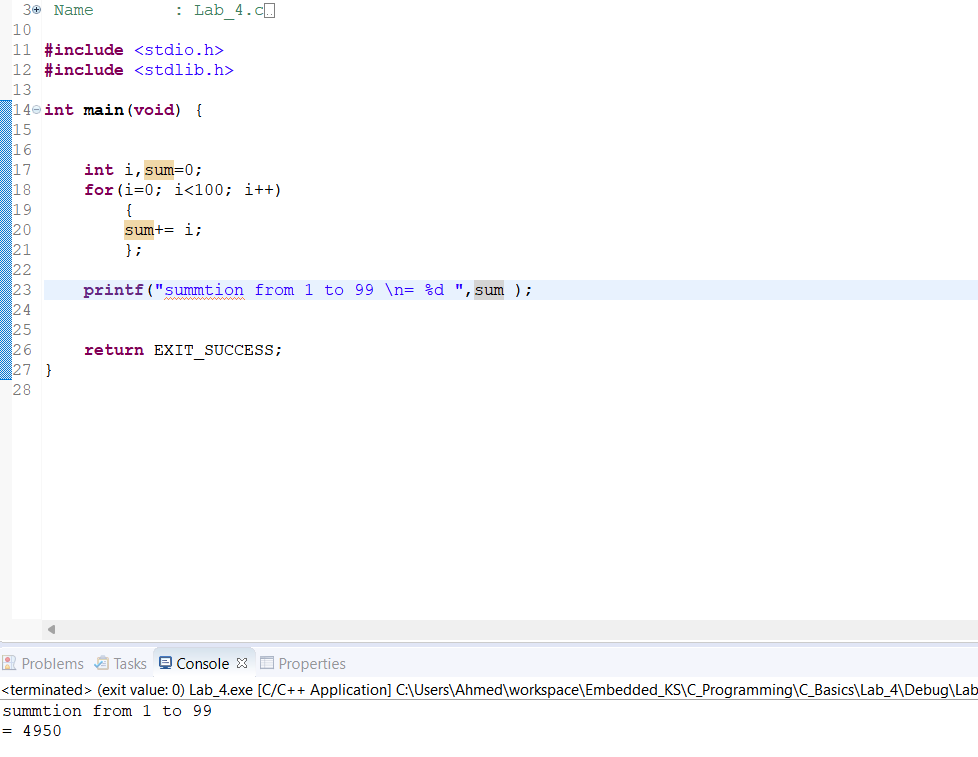 3 Name : Lab_4.c
10
11 #include <stdio.h>
12 #include <stdlib.h>
13
14 int main(void) {
15
16
17 int i,sum=0;
18 for(i=0; i<100; i++)
19 {
20 sum+= i;
21 };
22
23 printf("summtion from 1 to 99 \n= %d ",sum );
24
25
26 return EXIT_SUCCESS;
27 }
28
Problems Tasks Console Properties
<terminated> (exit value: 0) Lab_4.exe [C/C++ Application] C:\Users\Ahmed\workspace\Embedded_KS\C_Programming\C_Basics\Lab_4\Debug\Lab
summtion from 1 to 99
= 4950